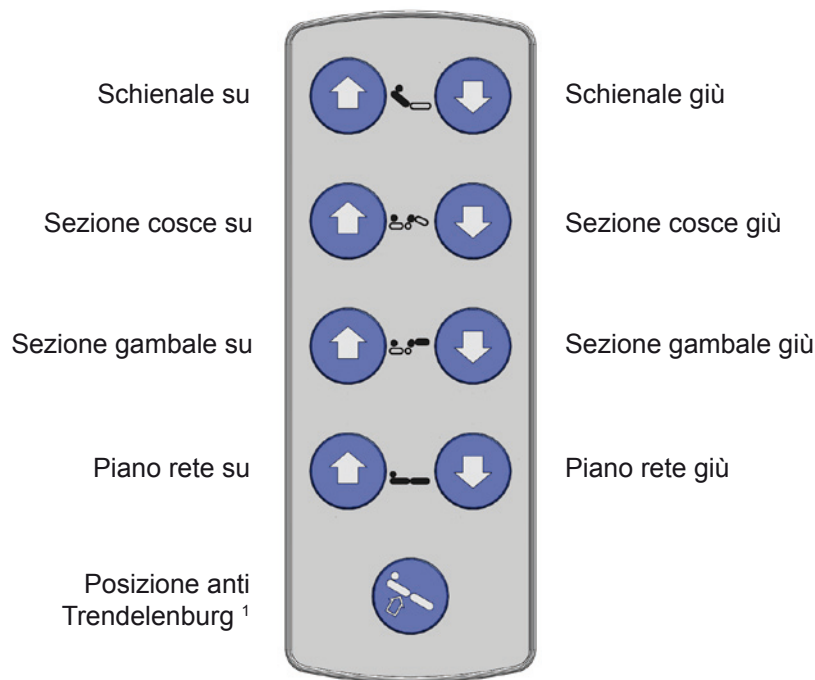 Schienale su
Schienale giù
Sezione cosce su
Sezione cosce giù
Sezione gambale su
Sezione gambale giù
Piano rete su
Piano rete giù
Posizione anti
Trendelenburg ¹